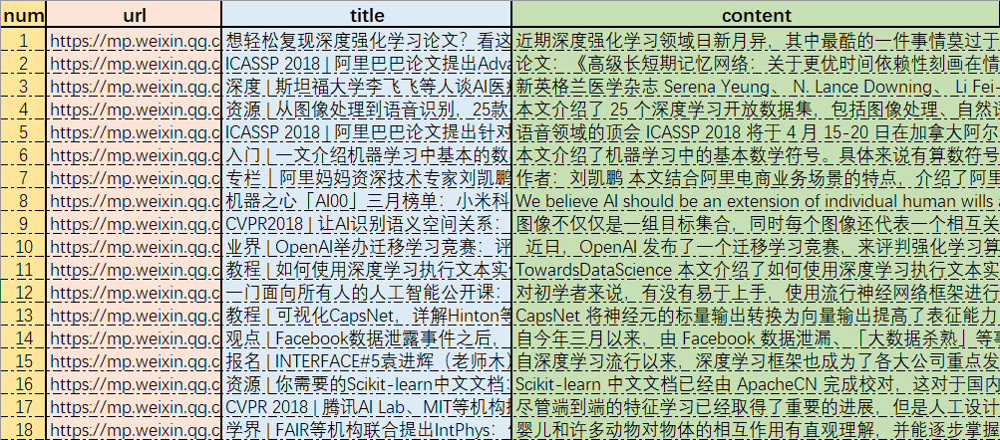 num url title content
1 https://mp.weixin.qq.c 想轻松复现深度强化学习论文？看这 近期深度强化学习领域日新月异，其中最酷的一件事情莫过于
2 https://mp.weixin.qq.c ICASSP 2018 | 阿里巴巴论文提出Adva 论文：《高级长短期记忆网络：关于更优时间依赖性刻画在情
3 https://mp.weixin.qq.c 深度 | 斯坦福大学李飞飞等人谈AI医疗 新英格兰医学杂志 Serena Yeung、 N. Lance Downing、 Li Fei-
4 https://mp.weixin.qq.c 资源 | 从图像处理到语音识别，25款 本文介绍了 25 个深度学习开放数据集，包括图像处理、自然语
5 https://mp.weixin.qq.c ICASSP 2018 | 阿里巴巴论文提出针对 语音领域的顶会 ICASSP 2018 将于 4 月 15-20 日在加拿大阿尔
6 https://mp.weixin.qq.c 入门 | 一文介绍机器学习中基本的数 本文介绍了机器学习中的基本数学符号。具体来说有算数符号
7 https://mp.weixin.qq.c 专栏 | 阿里妈妈资深技术专家刘凯鹏 作者：刘凯鹏 本文结合阿里电商业务场景的特点，介绍了阿里
8 https://mp.weixin.qq.c 机器之心「AI00」三月榜单：小米科 We believe AI should be an extension of individual human wills a
9 https://mp.weixin.qq.c CVPR2018 | 让AI识别语义空间关系： 图像不仅仅是一组目标集合，同时每个图像还代表一个相互关
10 https://mp.weixin.qq.c 业界 | OpenAI举办迁移学习竞赛：评 近日，OpenAI 发布了一个迁移学习竞赛，来评判强化学习算
11 https://mp.weixin.qq.c 教程 | 如何使用深度学习执行文本实 TowardsDataScience 本文介绍了如何使用深度学习执行文本实
12 https://mp.weixin.qq.c 一门面向所有人的人工智能公开课： 对初学者来说，有没有易于上手，使用流行神经网络框架进行
13 https://mp.weixin.qq.c 教程 | 可视化CapsNet，详解Hinton等 CapsNet 将神经元的标量输出转换为向量输出提高了表征能力
14 https://mp.weixin.qq.c 观点 | Facebook数据泄露事件之后， 自今年三月以来，由 Facebook 数据泄漏、「大数据杀熟」等事
15 https://mp.weixin.qq.c 报名 | INTERFACE#5袁进辉（老师木） 自深度学习流行以来，深度学习框架也成为了各大公司重点发
16 https://mp.weixin.qq.c 资源 | 你需要的Scikit-learn中文文档： Scikit-learn 中文文档已经由 ApacheCN 完成校对，这对于国内
17 https://mp.weixin.qq.c CVPR 2018 | 腾讯AI Lab、MIT等机构提 尽管端到端的特征学习已经取得了重要的进展，但是人工设计
18 https://mp.weixin.qq.c 学界 | FAIR等机构联合提出IntPhys： 婴儿和许多动物对物体的相互作用有直观理解，并能逐步掌握